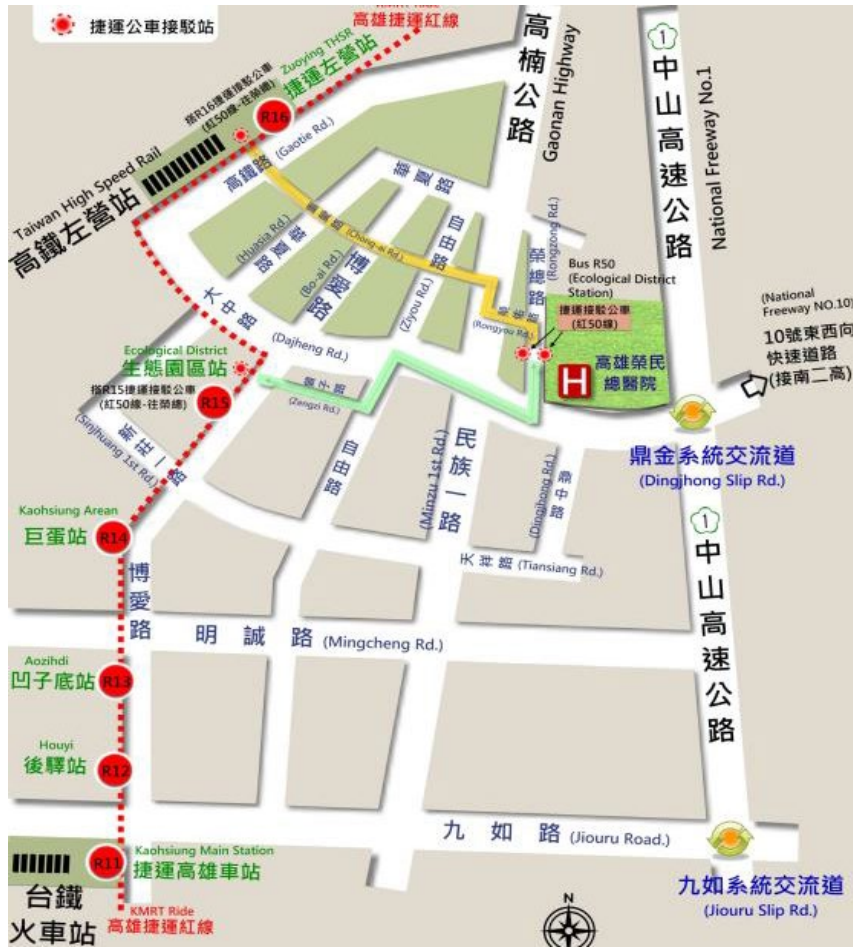 捷運公車接駁站
KMRT Ride
高雄捷運紅線
Zuoying THSR
捷運左營站
搭R16捷運接駁公車
(紅50線-往榮總)
R16
Taiwan High Speed Rail
高鐵左營站
高鐵路 (Gaotie Rd.)
高楠公路
Gaonan Highway
1
中山高速公路
National Freeway No.1
華夏路
(Huasia Rd.)
華夏路
(Chong-ai Rd.)
(Bo-ai Rd.)
博愛路
自由路
(Ziyou Rd.)
榮總路
(Rongzong Rd.)
(Rongyou Rd.)
Bus R50
(Ecological District
Station)
捷運接駁公車
(紅50線)
H
高雄榮民
總醫院
(National
Freeway NO.10)
10號東西向
快速道路
(接南二高)
大中路
(Dajheng Rd.)
Ecological District
生態園區站
搭R15捷運接駁公車
(紅50線-往榮總)
R15
(Zengzi Rd.)
新莊一路
(Sinjhuang 1st Rd.)
自由路
民族一路
(Minzu 1st Rd.)
鼎中路
(Dingjhong Rd.)
天祥路 (Tiansiang Rd.)
鼎金系統交流道
(Dingjhong Slip Rd.)
Kaohsiung Arean
巨蛋站
R14
博愛路
明誠路 (Mingcheng Rd.)
1
中山高速公路
Aozihdi
凹子底站
R13
Houyi
後驛站
R12
九如路 (Jiouru Road.)
Kaohsiung Main Station
R11
捷運高雄車站
台鐵
火車站
KMRT Ride
高雄捷運紅線
N
九如系統交流道
(Jiouru Slip Rd.)